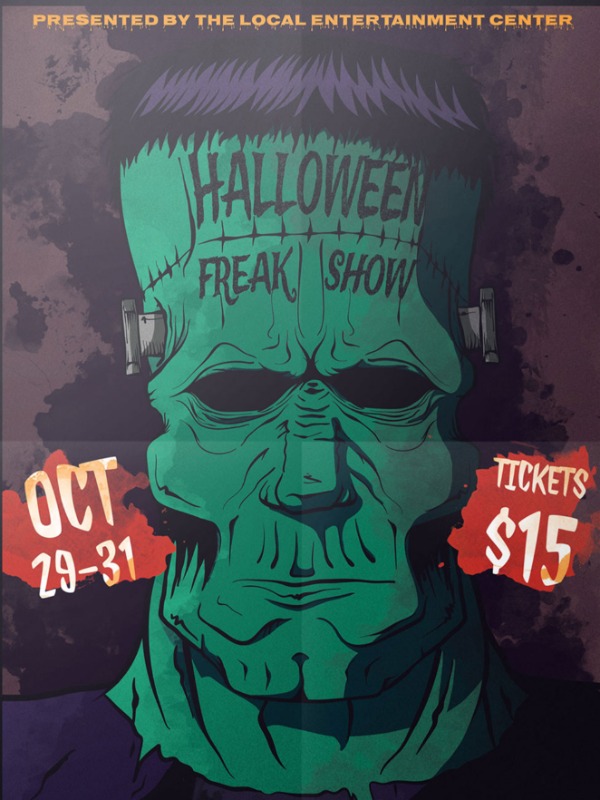 PRESENTED BY THE LOCAL ENTERTAINMENT CENTER
HALLOWEEN
FREAK SHOW
OCT
29-31
TICKETS
$15